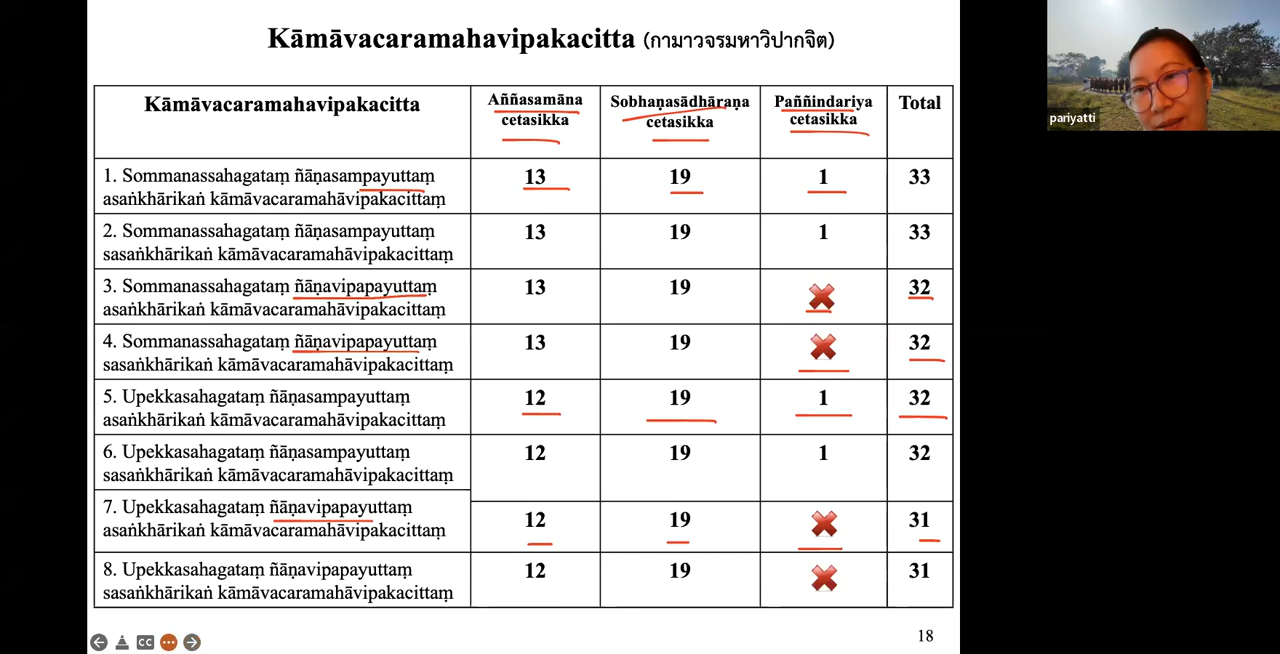 Kāmāvacaramahavipakacitta (กามาวจรมหาวิปากจิต)
Kāmāvacaramahavipakacitta
Aññasamāna
cetasikka
Sobhaṇasādhāraṇa
cetasikka
Paññindariya
cetasikka
Total
1. Sommanassahagataṃ ñāṇasampayuttaṃ
asaṅkhārikaṅ kāmāvacaramahāvipakacittaṃ
13
19
1
33
2. Sommanassahagataṃ ñāṇasampayuttaṃ
sasaṅkhārikaṅ kāmāvacaramahāvipakacittaṃ
13
19
1
33
3. Sommanassahagataṃ ñāṇavipapayuttaṃ
asaṅkhārikaṅ kāmāvacaramahāvipakacittaṃ
13
19
32
4. Sommanassahagataṃ ñāṇavipapayuttaṃ
sasaṅkhārikaṅ kāmāvacaramahāvipakacittaṃ
13
19
32
5. Upekkasahagataṃ ñāṇasampayuttaṃ
asaṅkhārikaṅ kāmāvacaramahāvipakacittaṃ
12
19
1
32
6. Upekkasahagataṃ ñāṇasampayuttaṃ
sasaṅkhārikaṅ kāmāvacaramahāvipakacittaṃ
12
19
1
32
7. Upekkasahagataṃ ñāṇavipapayuttaṃ
asaṅkhārikaṅ kāmāvacaramahāvipakacittaṃ
12
19
31
8. Upekkasahagataṃ ñāṇavipapayuttaṃ
sasaṅkhārikaṅ kāmāvacaramahāvipakacittaṃ
12
19
31
18
CC
pariyatti